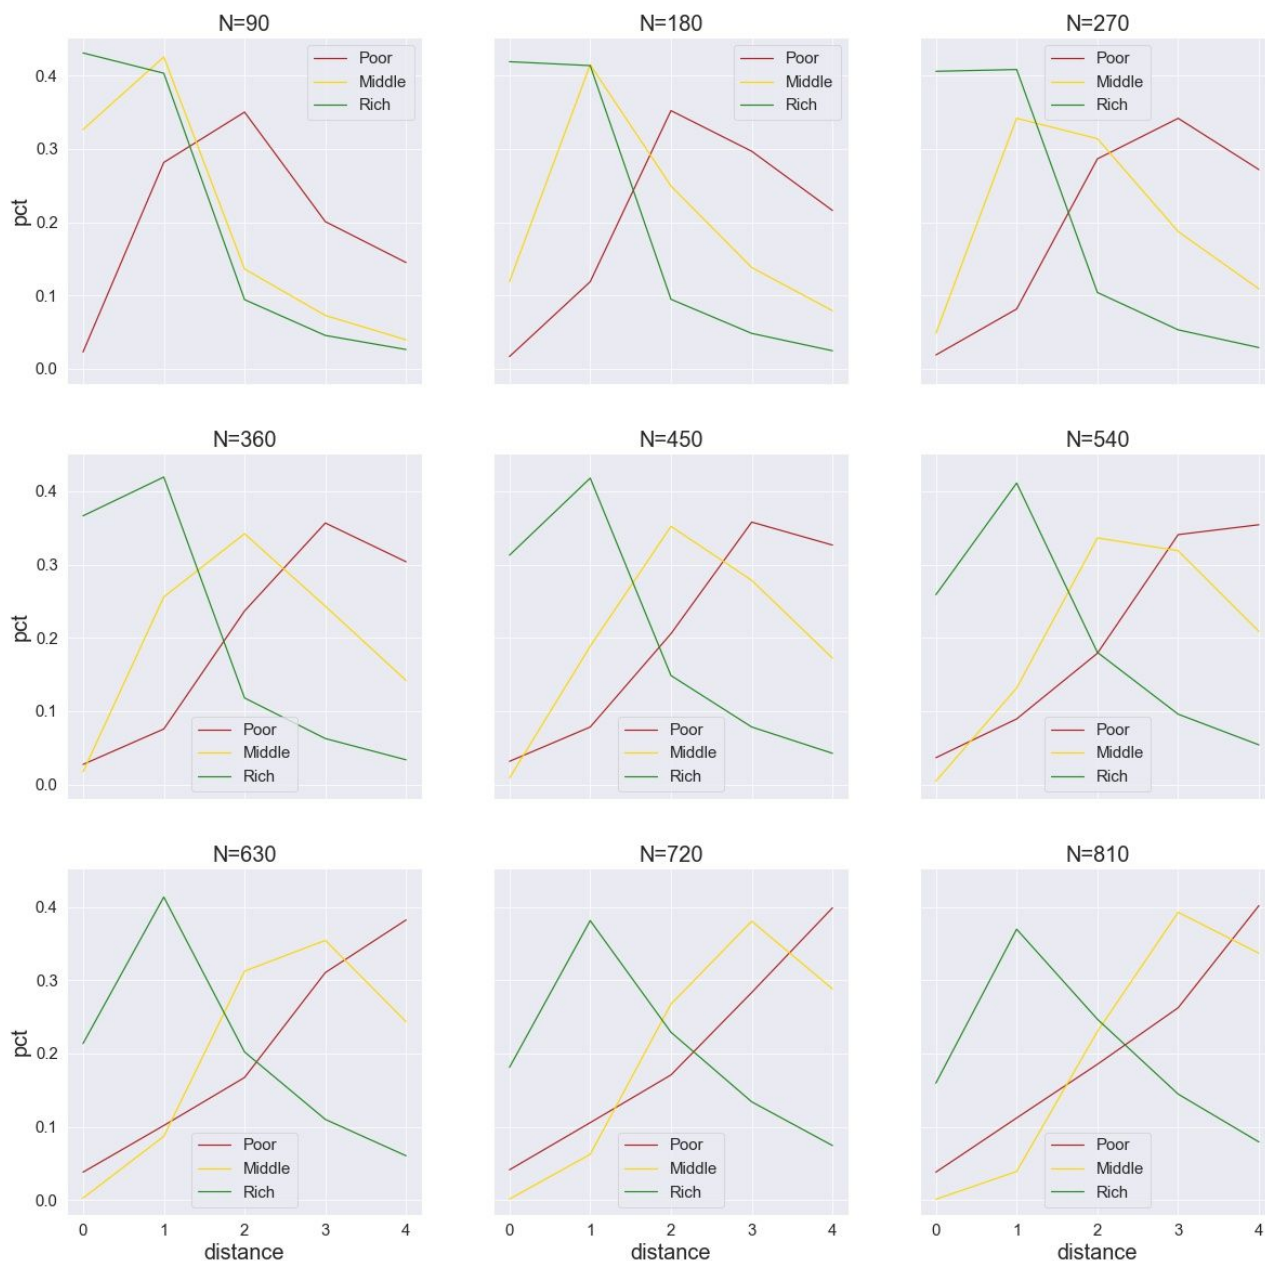 N=90
N=180
N=270
Poor
Middle
Rich
Poor
Middle
Rich
Poor
Middle
Rich
pct
0.4
0.3
0.2
0.1
0.0
N=360
N=450
N=540
pct
0.4
0.3
0.2
0.1
0.0
Poor
Middle
Rich
Poor
Middle
Rich
Poor
Middle
Rich
N=630
N=720
N=810
pct
0.4
0.3
0.2
0.1
0.0
Poor
Middle
Rich
Poor
Middle
Rich
Poor
Middle
Rich
0 1 2 3 4
0 1 2 3 4
0 1 2 3 4
distance
distance
distance